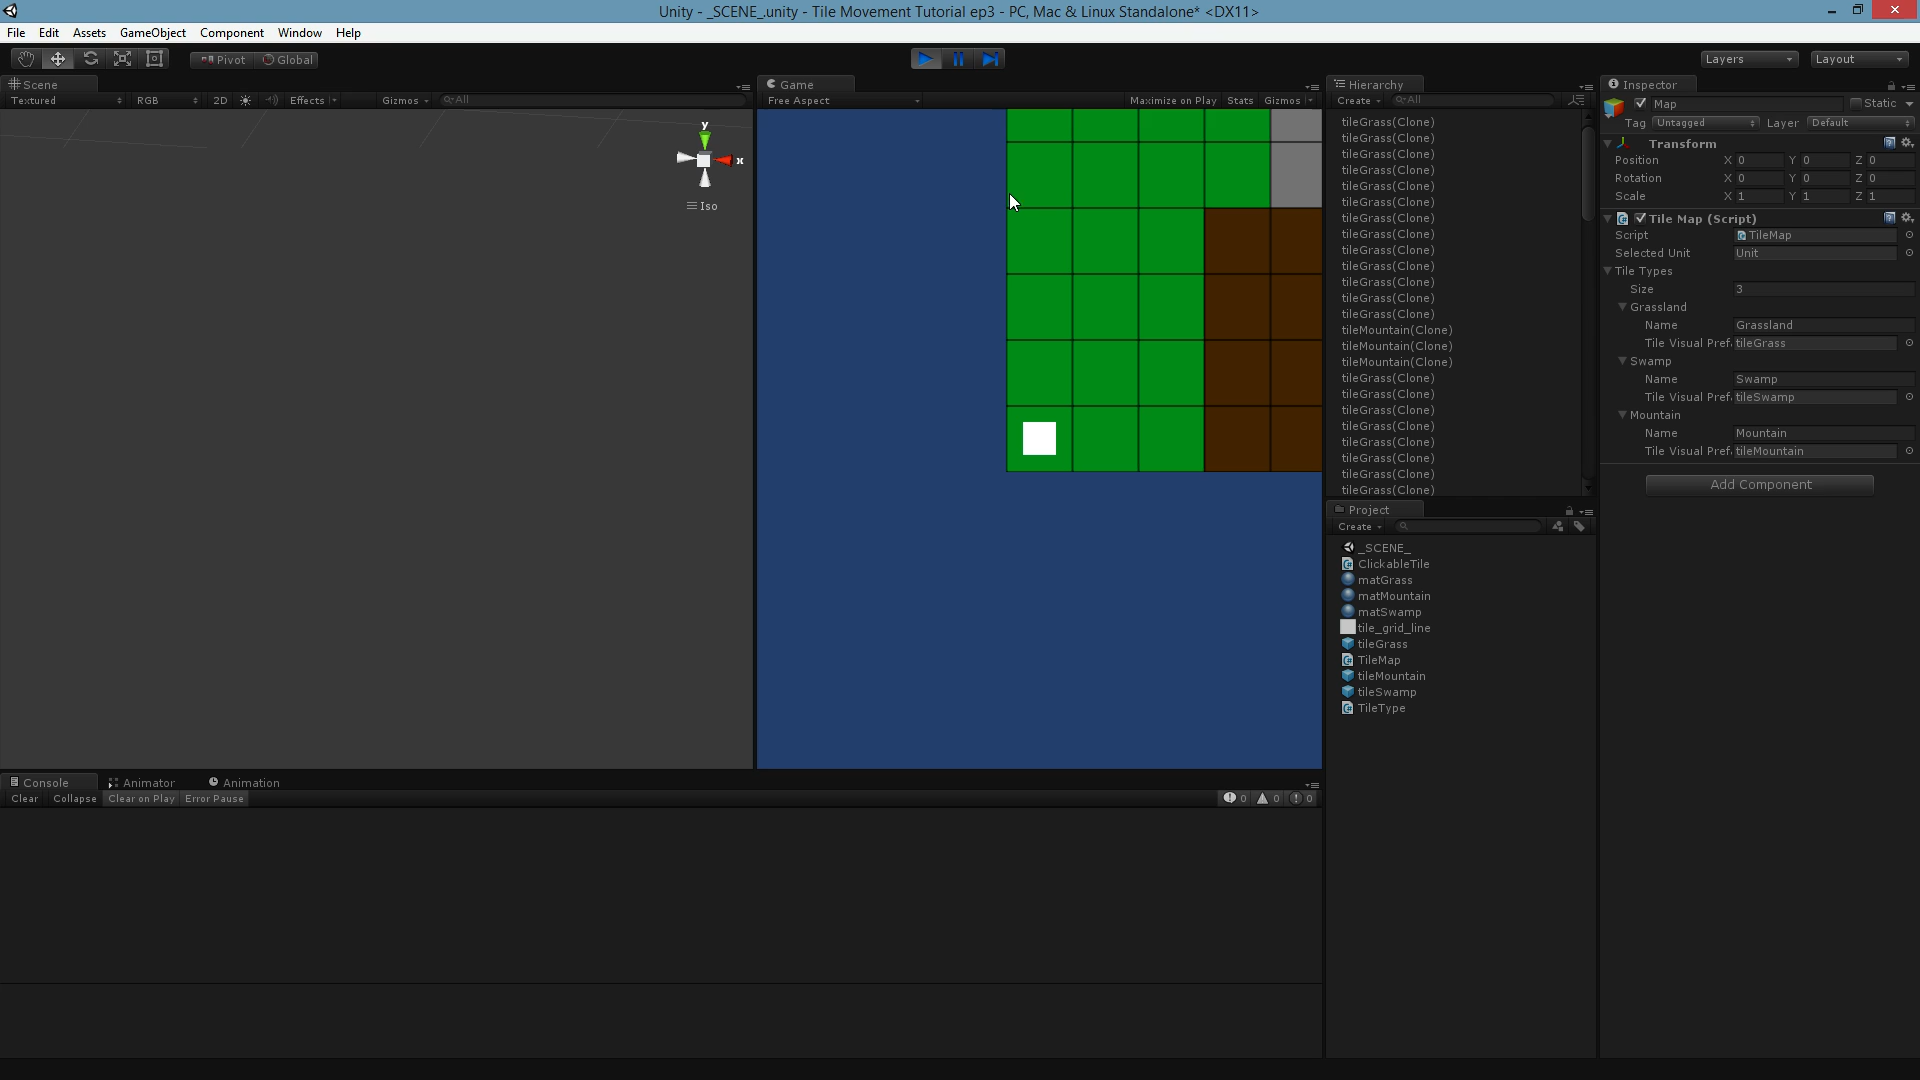 Unity - _SCENE_.unity - Tile Movement Tutorial ep3 - PC, Mac & Linux Standalone* <DX11>
File Edit Assets GameObject Component Window Help
Pivot Global Layers Layout
Scene
Textured RGB 2D Effects Gizmos All
y
x
Iso
Game
Free Aspect Maximize on Play Stats Gizmos
Hierarchy
Create All
tileGrass(Clone)
tileGrass(Clone)
tileGrass(Clone)
tileGrass(Clone)
tileGrass(Clone)
tileGrass(Clone)
tileGrass(Clone)
tileGrass(Clone)
tileGrass(Clone)
tileGrass(Clone)
tileGrass(Clone)
tileGrass(Clone)
tileGrass(Clone)
tileMountain(Clone)
tileMountain(Clone)
tileMountain(Clone)
tileGrass(Clone)
tileGrass(Clone)
tileGrass(Clone)
tileGrass(Clone)
tileGrass(Clone)
tileGrass(Clone)
tileGrass(Clone)
tileGrass(Clone)
Project
Create
_SCENE_
ClickableTile
matGrass
matMountain
matSwamp
tile_grid_line
tileGrass
TileMap
tileMountain
tileSwamp
TileType
Inspector
Map Static
Tag Untagged Layer Default
Transform
Position X 0 Y 0 Z 0
Rotation X 0 Y 0 Z 0
Scale X 1 Y 1 Z 1
Tile Map (Script)
Script TileMap
Selected Unit Unit
Tile Types
Size 3
Grassland
Name Grassland
Tile Visual Pref tileGrass
Swamp
Name Swamp
Tile Visual Pref tileSwamp
Mountain
Name Mountain
Tile Visual Pref tileMountain
Add Component
Console Animator Animation
Clear Collapse Clear on Play Error Pause 0 0 0